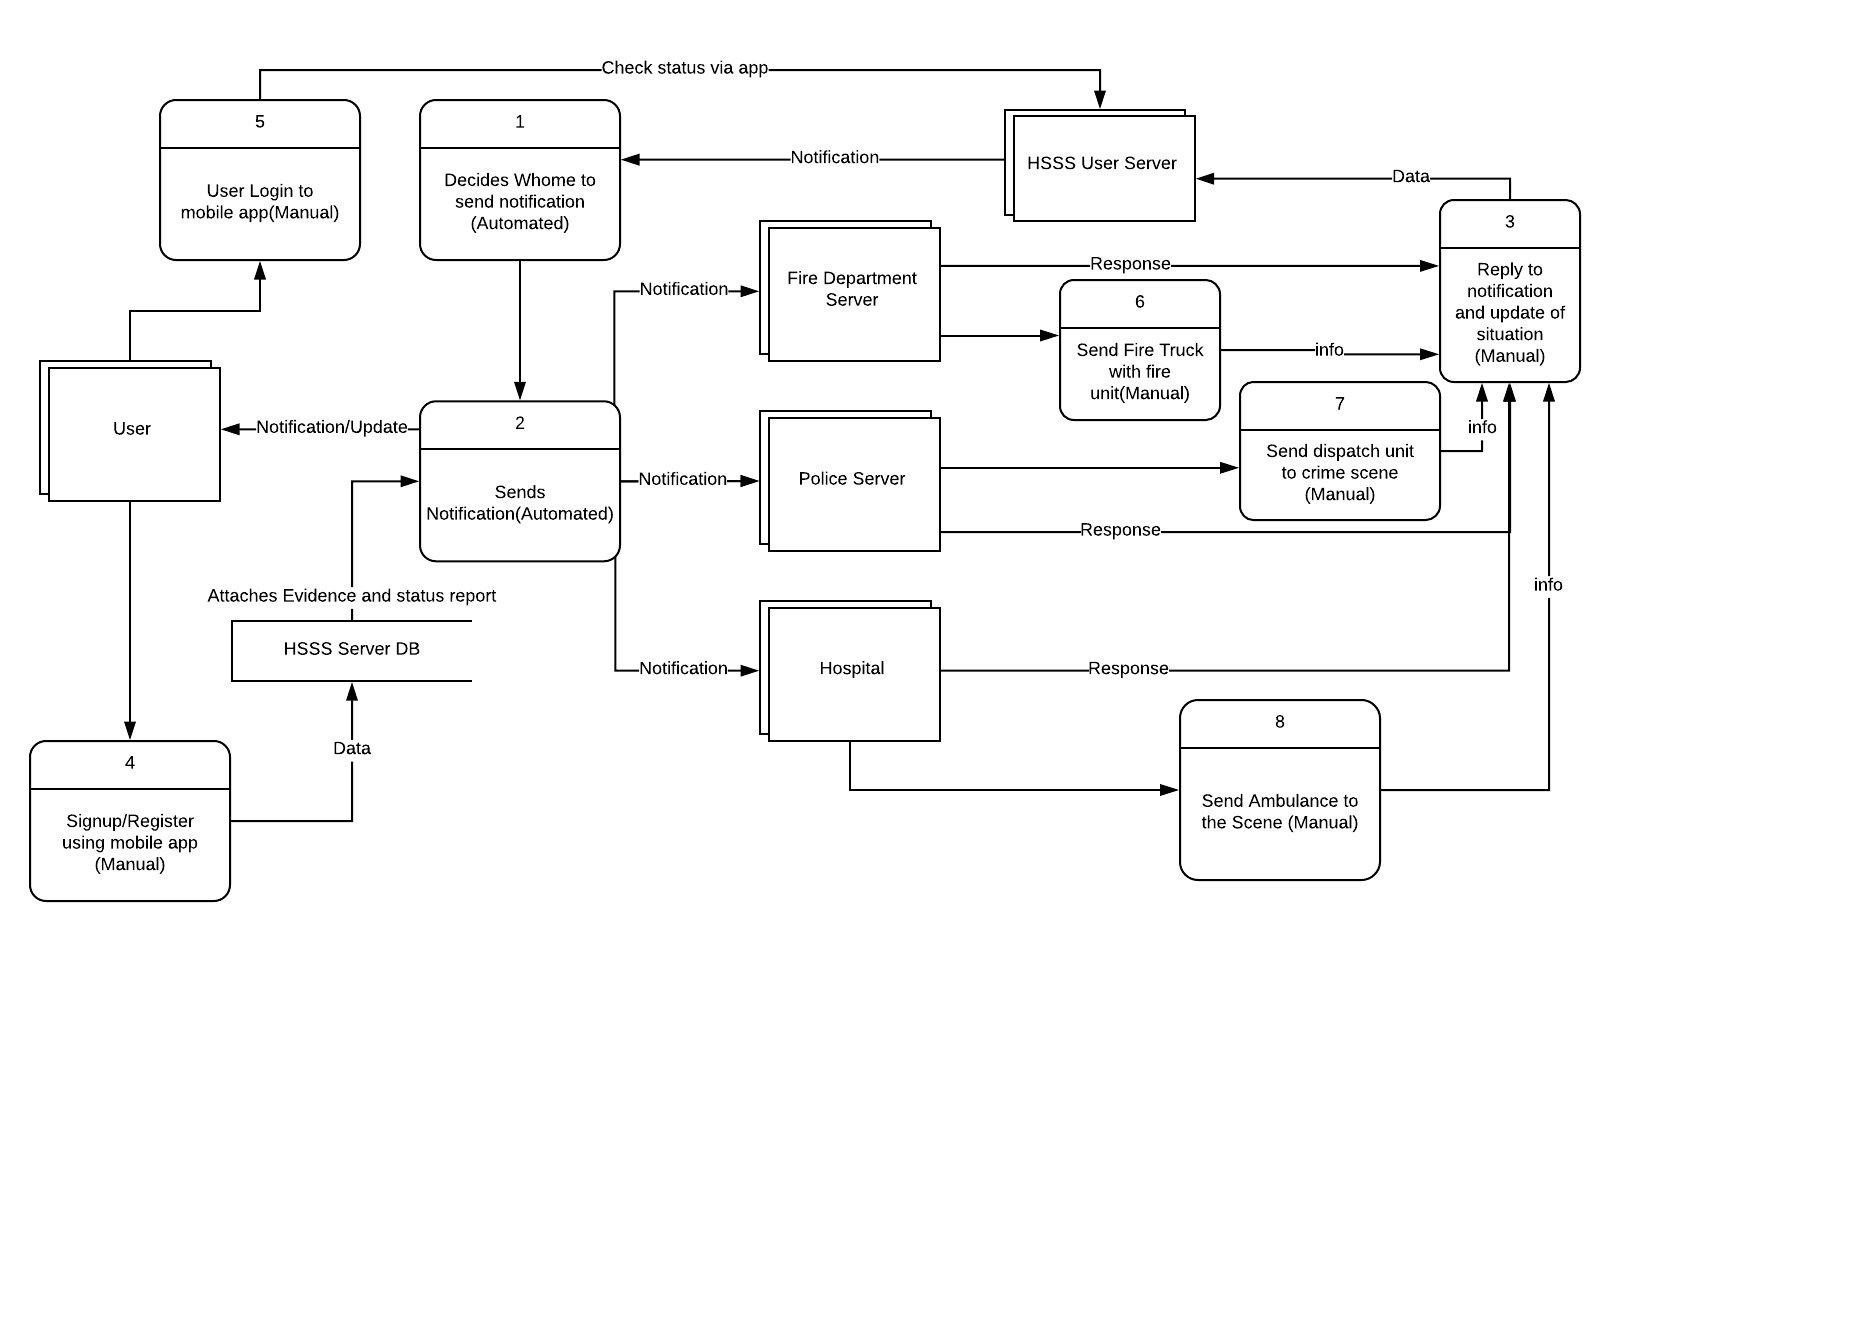 Check status via app
5
User Login to
mobile app(Manual)
1
Decides Whome to
send notification
(Automated)
Notification
HSSS User Server
Data
3
Reply to
notification
and update of
situation
(Manual)
Fire Department
Server
Response
Notification
6
Send Fire Truck
with fire
unit(Manual)
info
User
Notification/Update
2
Sends
Notification(Automated)
Notification
Police Server
7
Send dispatch unit
to crime scene
(Manual)
info
Response
Attaches Evidence and status report
HSSS Server DB
Data
Notification
Hospital
Response
info
4
Signup/Register
using mobile app
(Manual)
8
Send Ambulance to
the Scene (Manual)